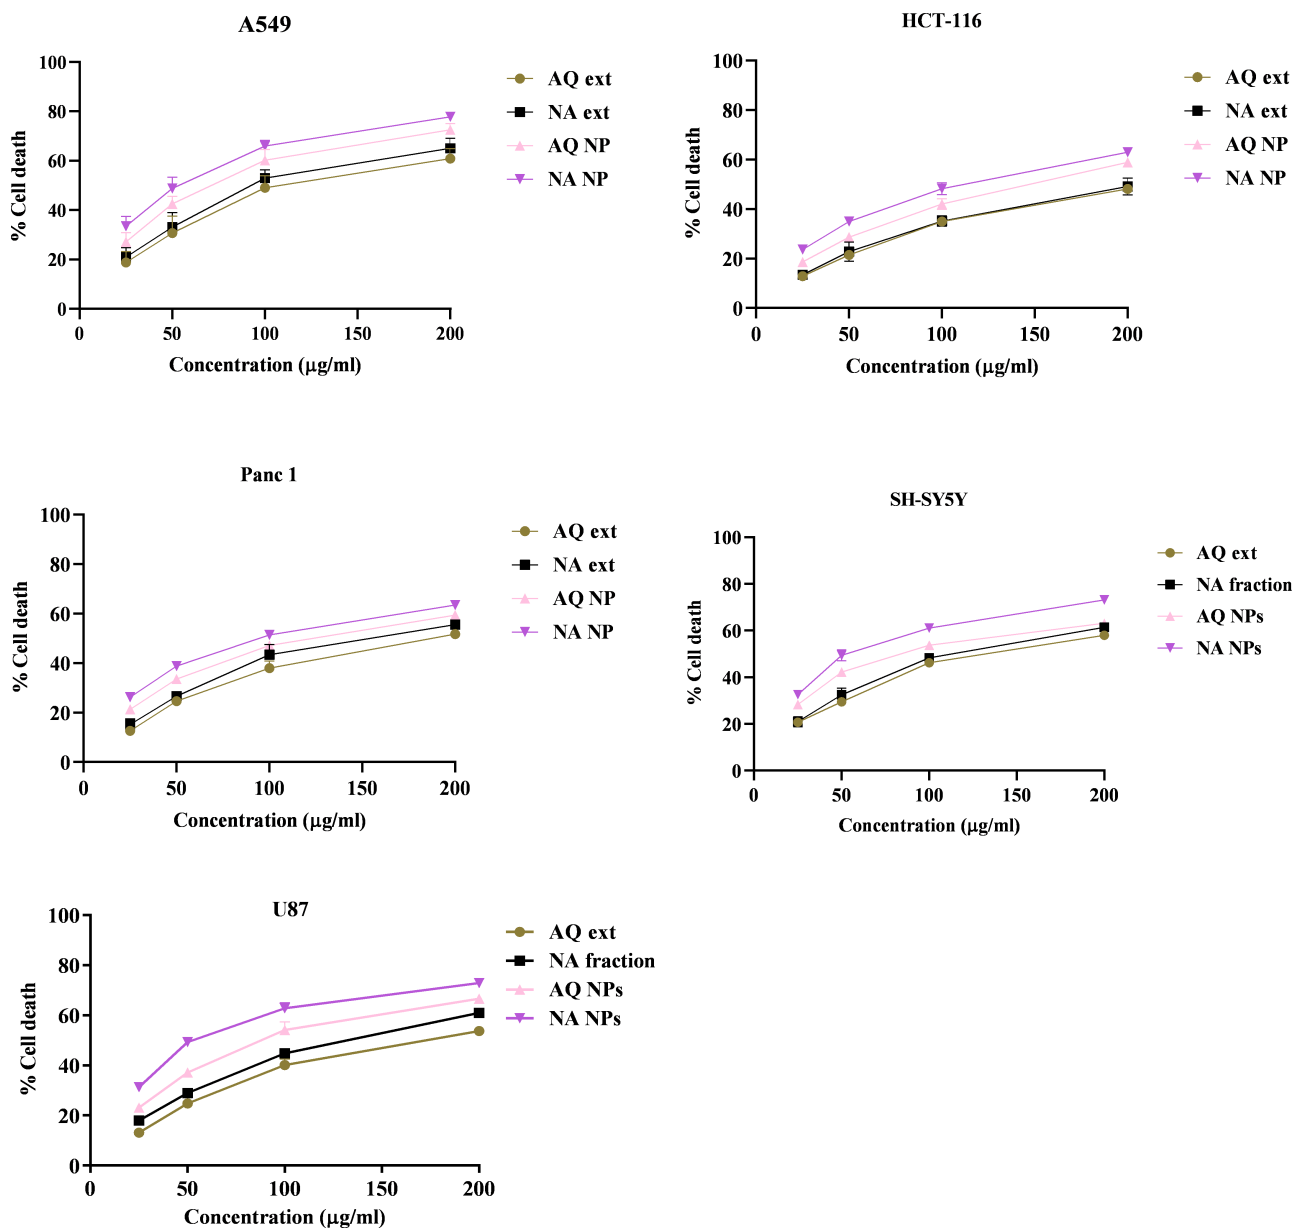 A549
100
80
60
40
20
0
% Cell death
0 50 100 150 200
Concentration (μg/ml)
AQ ext
NA ext
AQ NP
NA NP
HCT-116
100
80
60
40
20
0
% Cell death
0 50 100 150 200
Concentration (μg/ml)
AQ ext
NA ext
AQ NP
NA NP
Panc 1
100
80
60
40
20
0
% Cell death
0 50 100 150 200
Concentration (μg/ml)
AQ ext
NA ext
AQ NP
NA NP
SH-SY5Y
100
80
60
40
20
0
% Cell death
0 50 100 150 200
Concentration (μg/ml)
AQ ext
NA fraction
AQ NPs
NA NPs
U87
100
80
60
40
20
0
% Cell death
0 50 100 150 200
Concentration (μg/ml)
AQ ext
NA fraction
AQ NPs
NA NPs